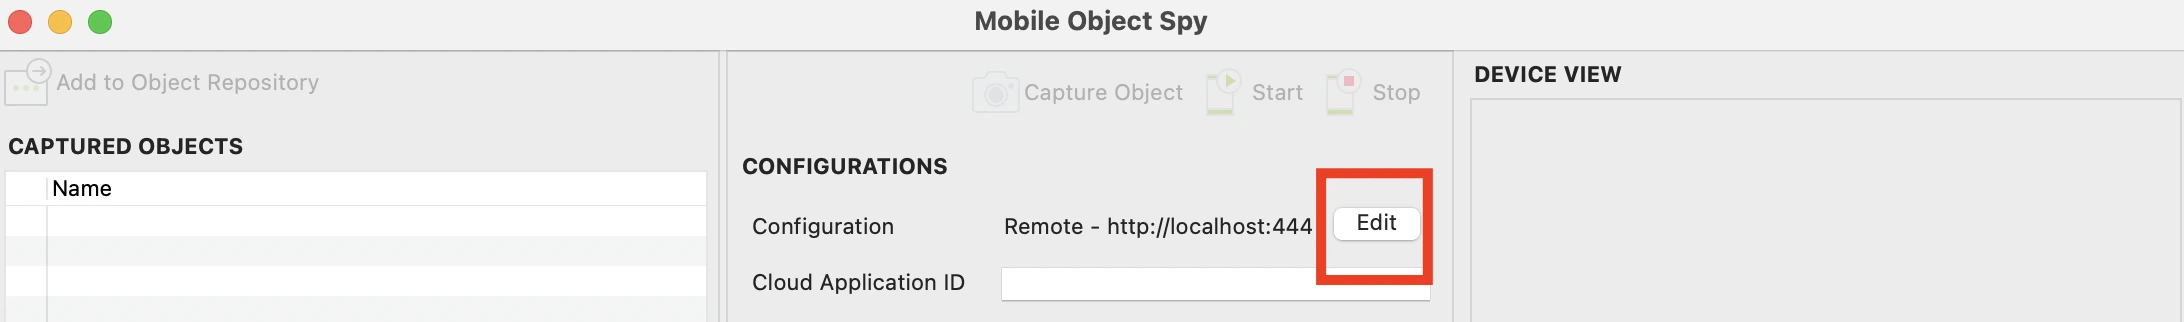 Mobile Object Spy
Add to Object Repository
CAPTURED OBJECTS
Name
Capture Object
Start
Stop
CONFIGURATIONS
Configuration
Remote - http://localhost:444
Edit
Cloud Application ID
DEVICE VIEW